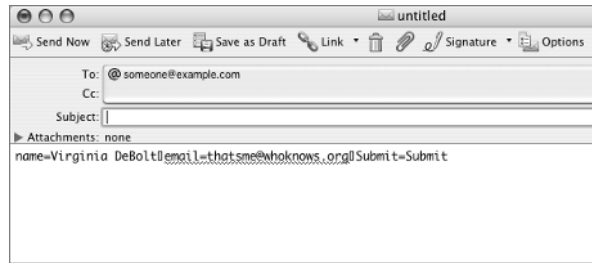 untitled
Send Now Send Later Save as Draft Link Signature Options
To: @ someone@example.com
Cc:
Subject:
Attachments: none
name=Virginia DeBolt▯email=thatsme@whoknows.org▯Submit=Submit